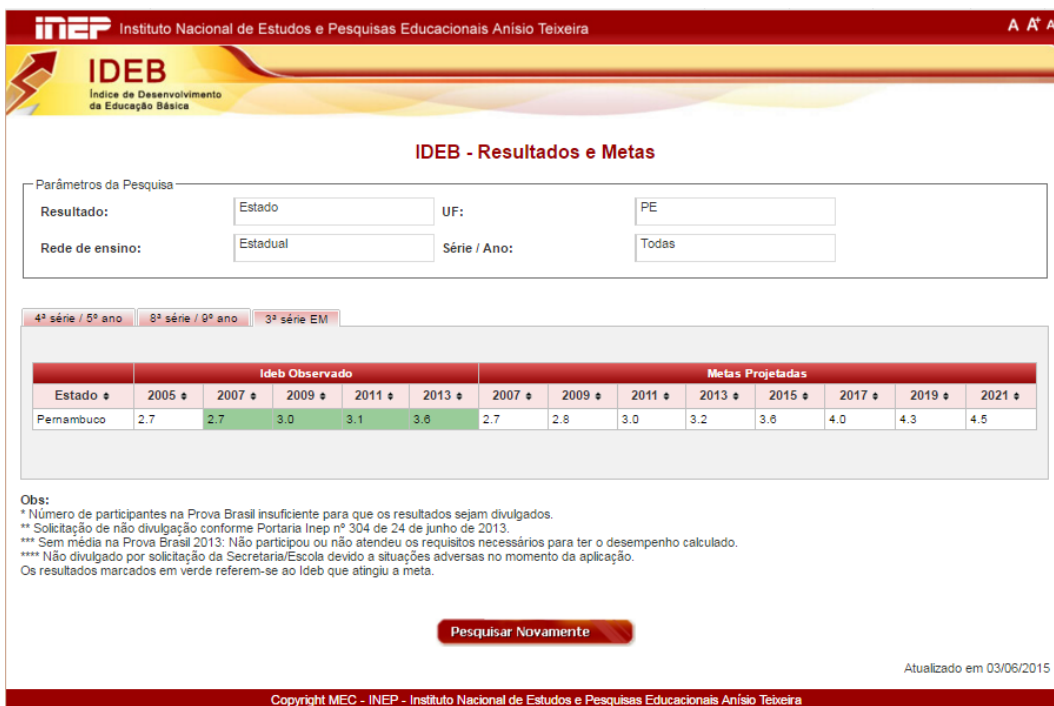 inep Instituto Nacional de Estudos e Pesquisas Educacionais Anísio Teixeira A A+ A
IDEB
Índice de Desenvolvimento
da Educação Básica
IDEB - Resultados e Metas
Parâmetros da Pesquisa
Resultado: Estado UF: PE
Rede de ensino: Estadual Série / Ano: Todas
4ª série / 5º ano 8ª série / 9º ano 3ª série EM
Ideb Observado Metas Projetadas
Estado 2005 2007 2009 2011 2013 2007 2009 2011 2013 2015 2017 2019 2021
Pernambuco 2.7 2.7 3.0 3.1 3.6 2.7 2.8 3.0 3.2 3.6 4.0 4.3 4.5
Obs:
* Número de participantes na Prova Brasil insuficiente para que os resultados sejam divulgados.
** Solicitação de não divulgação conforme Portaria Inep nº 304 de 24 de junho de 2013.
*** Sem média na Prova Brasil 2013: Não participou ou não atendeu os requisitos necessários para ter o desempenho calculado.
**** Não divulgado por solicitação da Secretaria/Escola devido a situações adversas no momento da aplicação.
Os resultados marcados em verde referem-se ao Ideb que atingiu a meta.
Pesquisar Novamente
Atualizado em 03/06/2015
Copyright MEC - INEP - Instituto Nacional de Estudos e Pesquisas Educacionais Anísio Teixeira